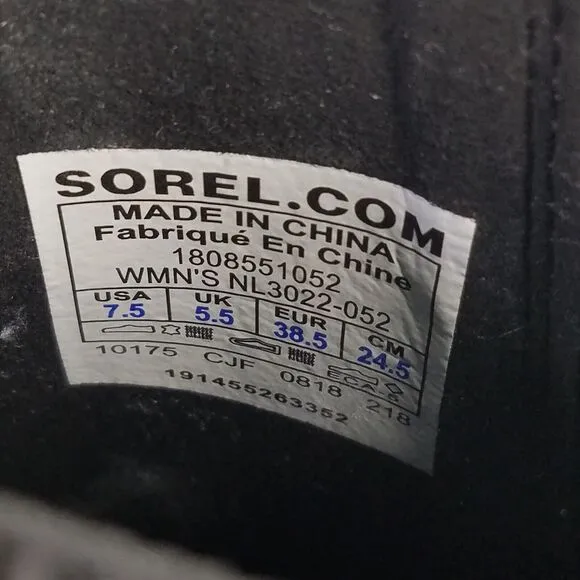 SOREL.COM
MADE IN CHINA
Fabriqué En Chine
1808551052
WMN'S NL3022-052
USA UK EUR CM
7.5 5.5 38.5 24.5
10175 CJF 0818 218
191455263352